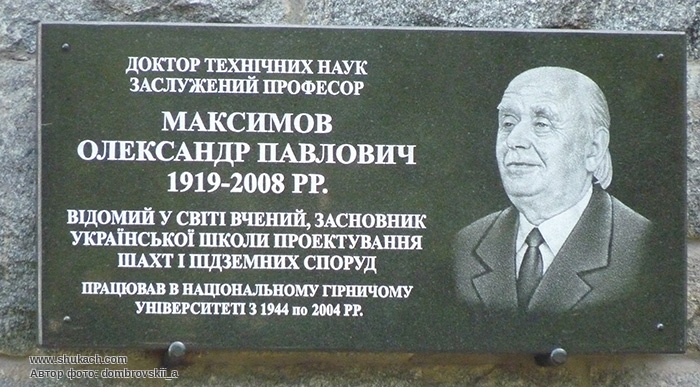 ДОКТОР ТЕХНІЧНИХ НАУК
ЗАСЛУЖЕНИЙ ПРОФЕСОР
МАКСИМОВ
ОЛЕКСАНДР ПАВЛОВИЧ
1919-2008 РР.
ВІДОМИЙ У СВІТІ ВЧЕНИЙ, ЗАСНОВНИК
УКРАЇНСЬКОЇ ШКОЛИ ПРОЕКТУВАННЯ
ШАХТ І ПІДЗЕМНИХ СПОРУД
ПРАЦЮВАВ В НАЦІОНАЛЬНОМУ ГІРНИЧОМУ
УНІВЕРСИТЕТІ З 1944 по 2004 РР.
www.shukach.com
Автор фото: dombrovskii_a